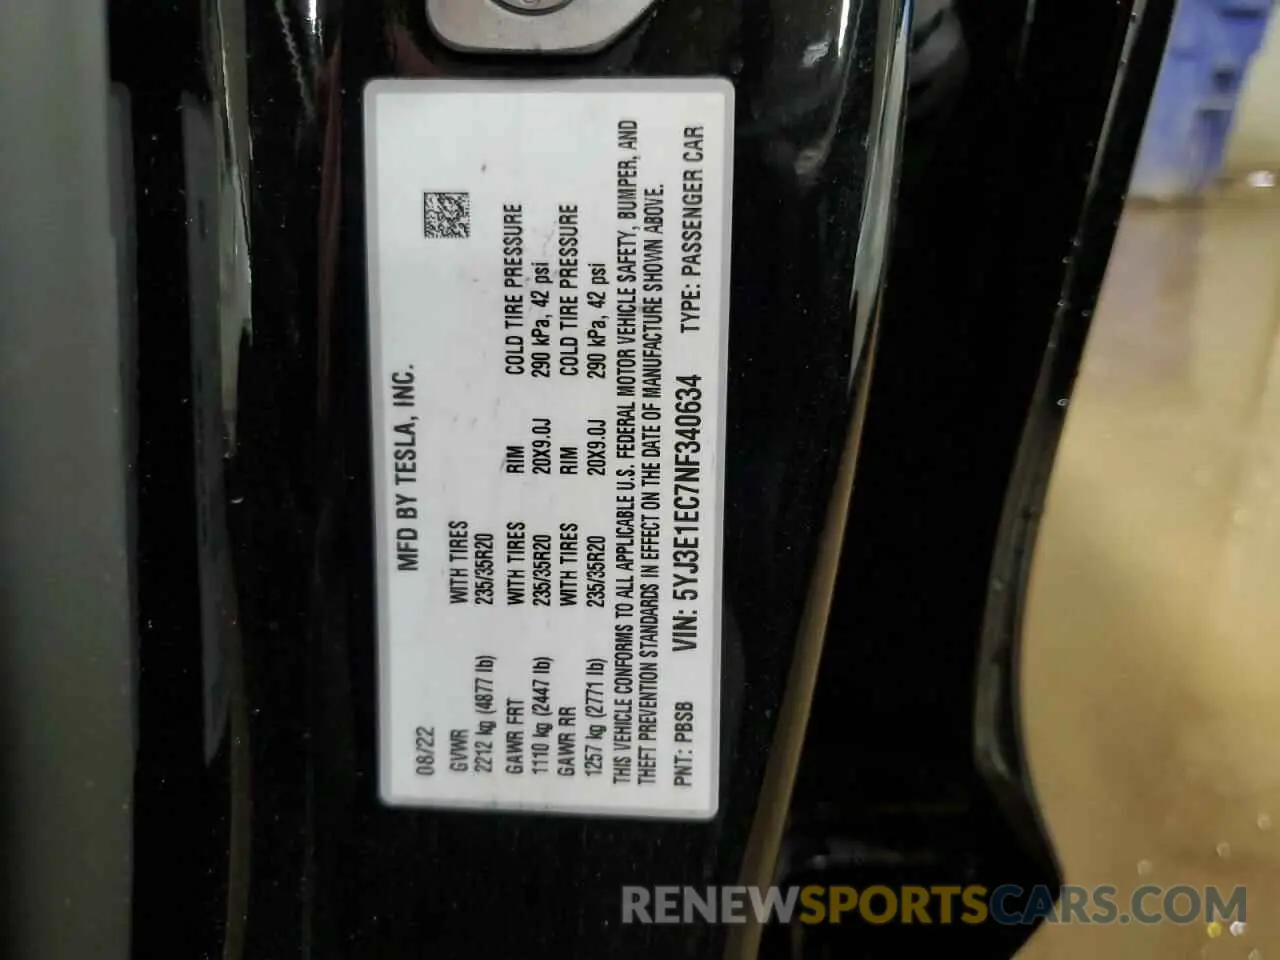 MFD BY TESLA, INC.
08/22
GVWR WITH TIRES
2212 kg (4877 lb) 235/35R20
GAWR FRT WITH TIRES RIM COLD TIRE PRESSURE
1110 kg (2447 lb) 235/35R20 20X9.0J 290 kPa, 42 psi
GAWR RR WITH TIRES RIM COLD TIRE PRESSURE
1257 kg (2771 lb) 235/35R20 20X9.0J 290 kPa, 42 psi
THIS VEHICLE CONFORMS TO ALL APPLICABLE U.S. FEDERAL MOTOR VEHICLE SAFETY, BUMPER, AND
THEFT PREVENTION STANDARDS IN EFFECT ON THE DATE OF MANUFACTURE SHOWN ABOVE.
PNT: PBSB VIN: 5YJ3E1EC7NF340634 TYPE: PASSENGER CAR
RENEWSPORTSCARS.COM